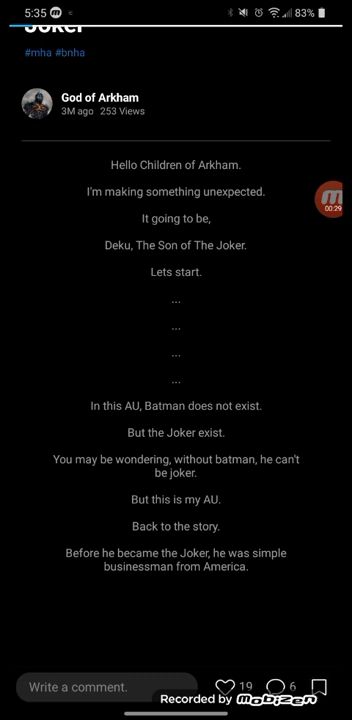 5:35
83%
Joker
#mha #bnha
God of Arkham
3M ago 253 Views
Hello Children of Arkham.
I'm making something unexpected.
It going to be,
Deku, The Son of The Joker.
Lets start.
...
...
...
...
In this AU, Batman does not exist.
But the Joker exist.
You may be wondering, without batman, he can't
be joker.
But this is my AU.
Back to the story.
Before he became the Joker, he was simple
businessman from America.
00:29
Write a comment.
19
6
Recorded by mobizen